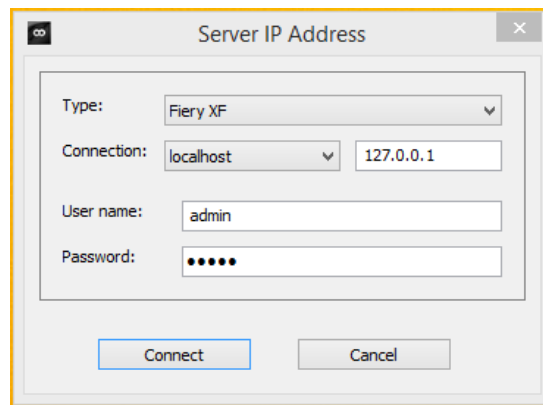 Server IP Address
Type: Fiery XF
Connection: localhost 127.0.0.1
User name: admin
Password: •••••
Connect Cancel